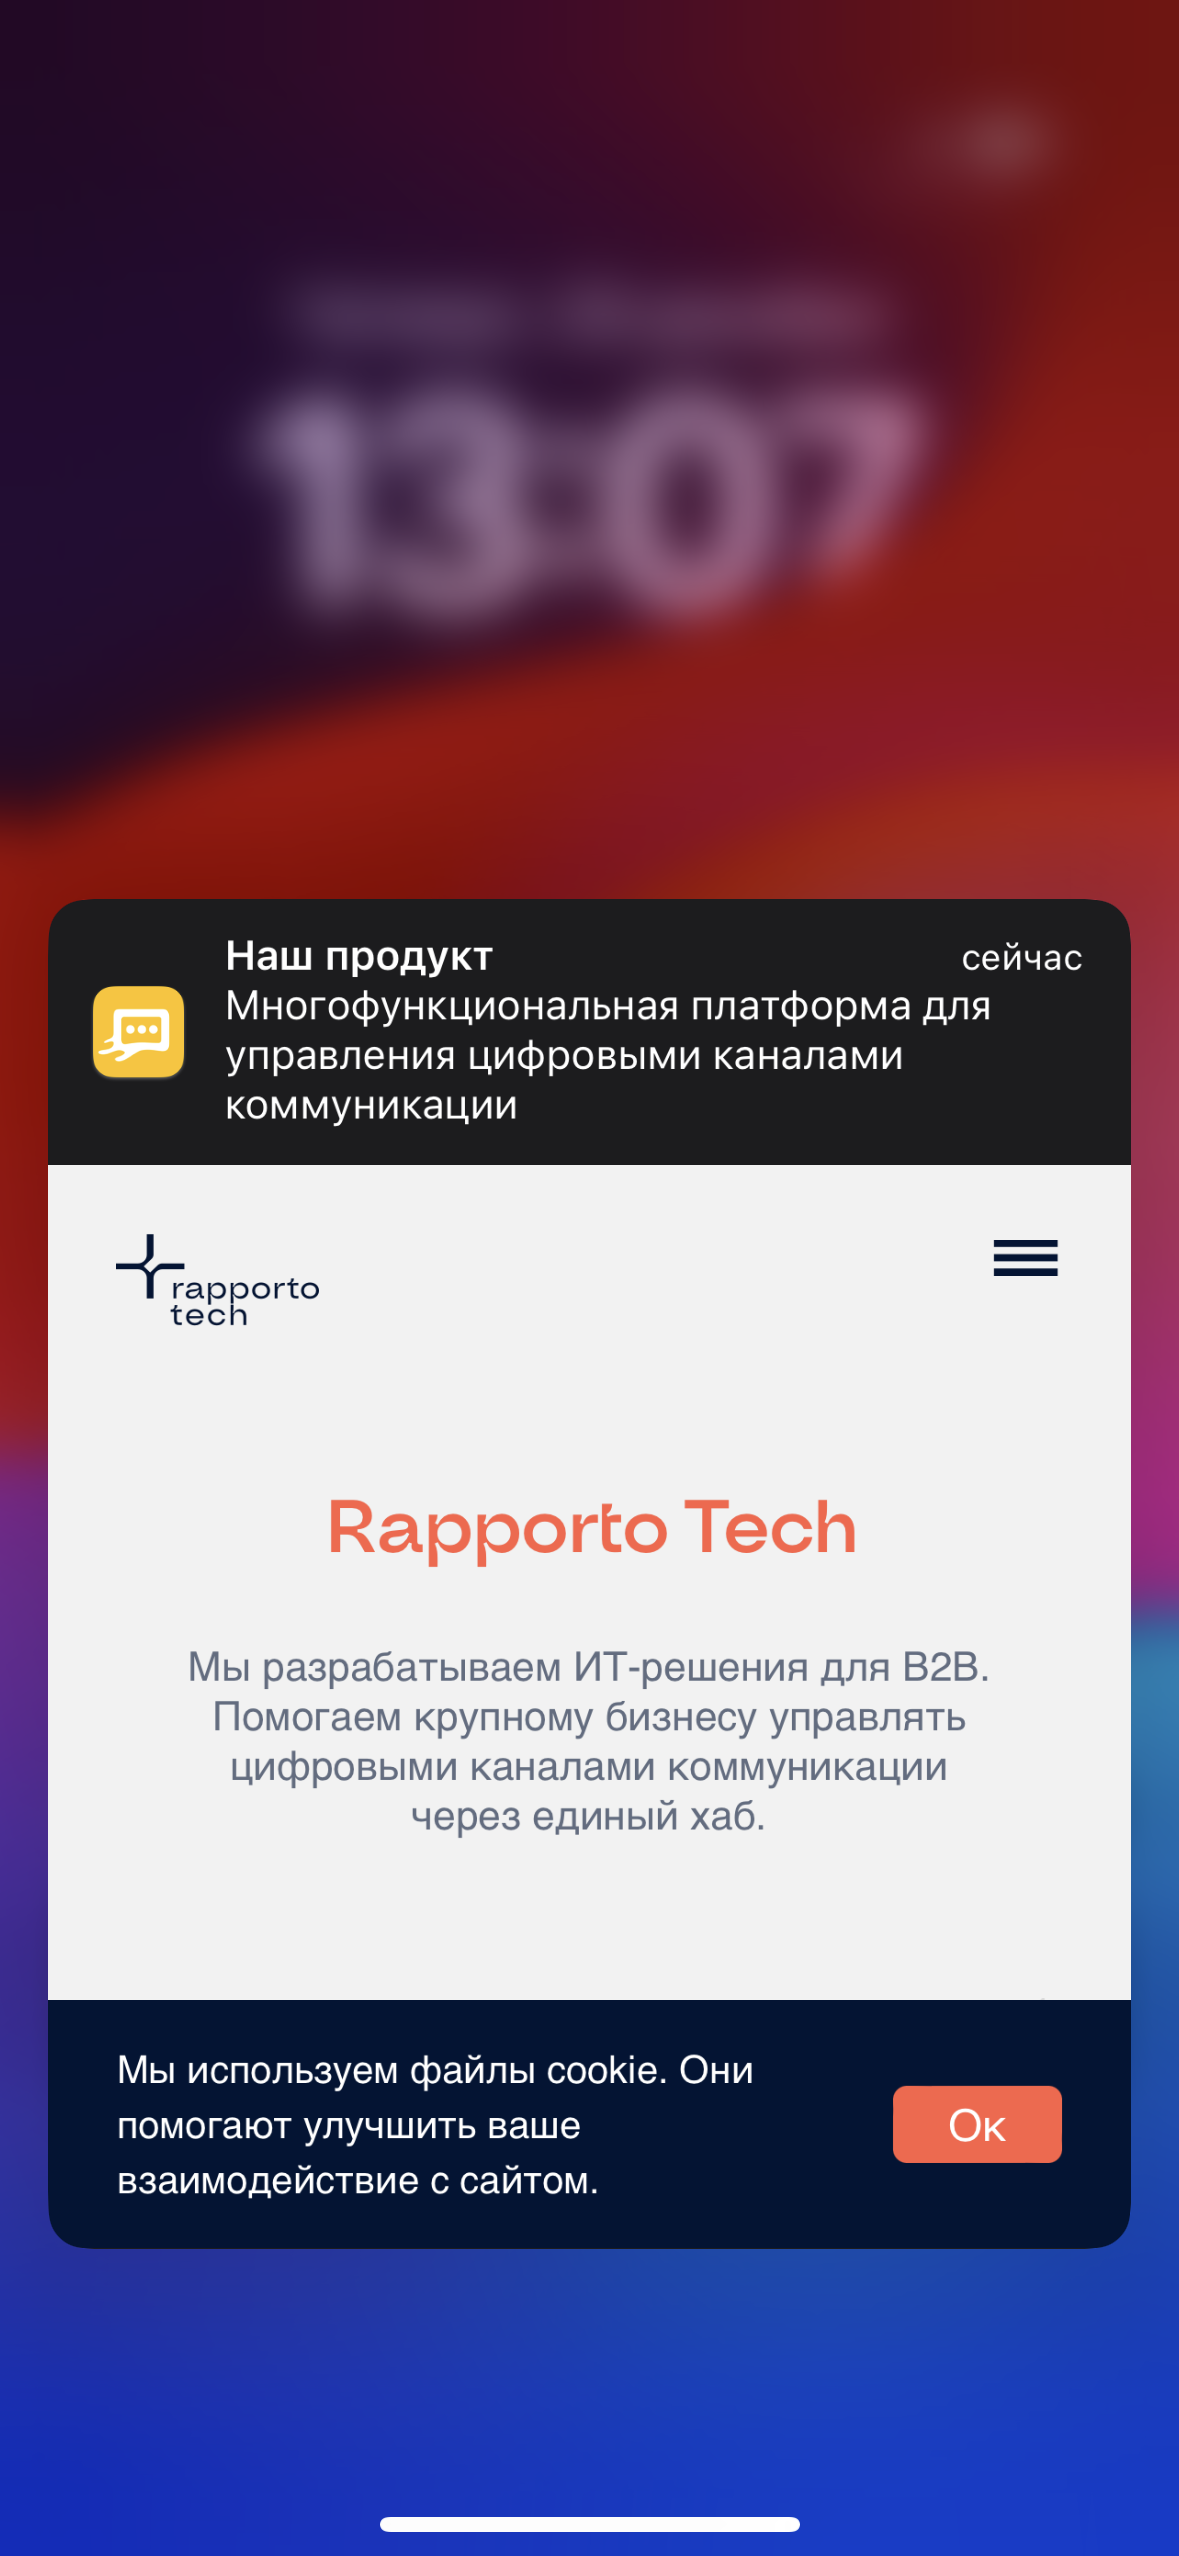 13:07
Наш продукт
сейчас
Многофункциональная платформа для
управления цифровыми каналами
коммуникации
rapporto
tech
Rapporto Tech
Мы разрабатываем ИТ-решения для B2B.
Помогаем крупному бизнесу управлять
цифровыми каналами коммуникации
через единый хаб.
Мы используем файлы cookie. Они
помогают улучшить ваше
взаимодействие с сайтом.
Ок